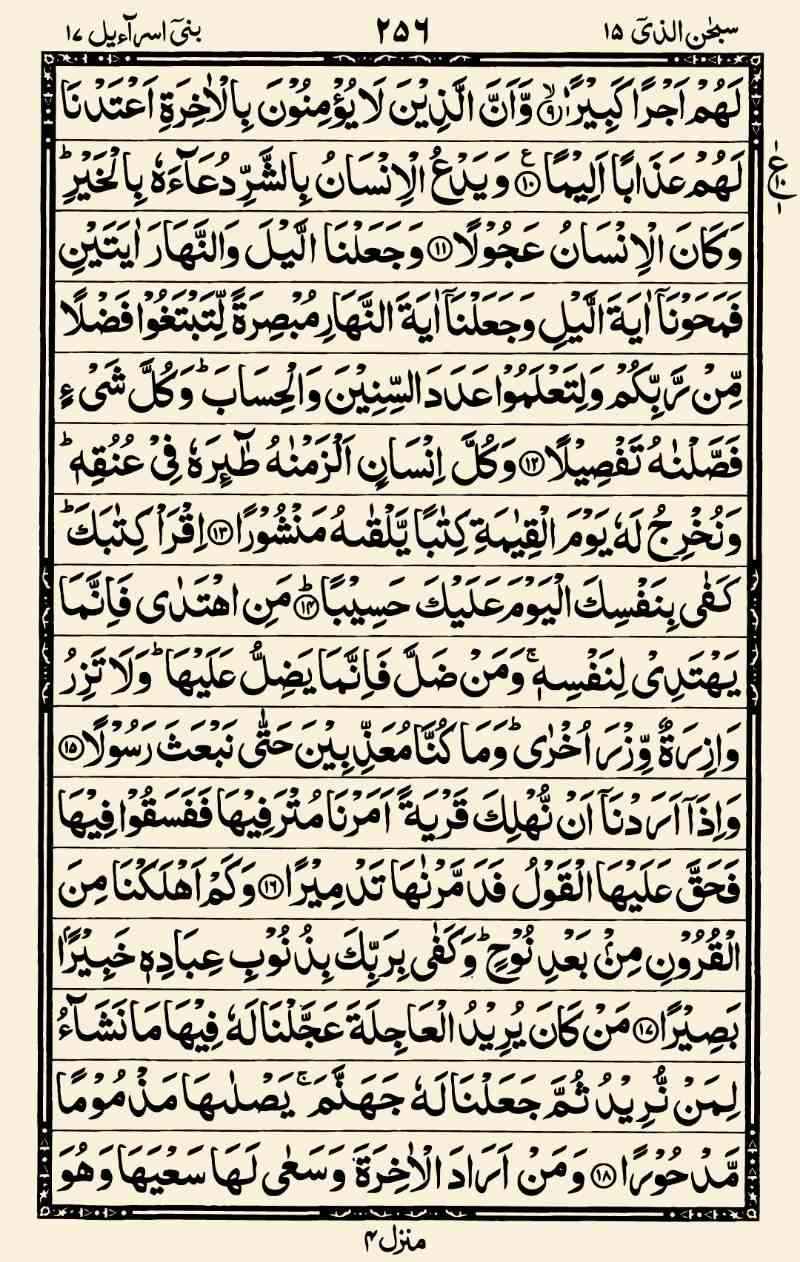 سبحٰن الذیٓ ۱۵ ۲۵۶ بنیٓ اسرآءیل ۱۷
لَهُمْ اَجْرًا كَبِیْرًاۙ۝۹ وَّاَنَّ الَّذِیْنَ لَا یُؤْمِنُوْنَ بِالْاٰخِرَةِ اَعْتَدْنَا
لَهُمْ عَذَابًا اَلِیْمًا۠۝۱۰ وَیَدْعُ الْاِنْسَانُ بِالشَّرِّ دُعَآءَهٗ بِالْخَیْرِؕ
وَكَانَ الْاِنْسَانُ عَجُوْلًا۝۱۱ وَجَعَلْنَا الَّیْلَ وَالنَّهَارَ اٰیَتَیْنِ
فَمَحَوْنَاۤ اٰیَةَ الَّیْلِ وَجَعَلْنَاۤ اٰیَةَ النَّهَارِ مُبْصِرَةً لِّتَبْتَغُوْا فَضْلًا
مِّنْ رَّبِّكُمْ وَلِتَعْلَمُوْا عَدَدَ السِّنِیْنَ وَالْحِسَابَؕ وَكُلَّ شَیْءٍ
فَصَّلْنٰهُ تَفْصِیْلًا۝۱۲ وَكُلَّ اِنْسَانٍ اَلْزَمْنٰهُ طٰٓىِٕرَهٗ فِیْ عُنُقِهٖؕ
وَنُخْرِجُ لَهٗ یَوْمَ الْقِیٰمَةِ كِتٰبًا یَّلْقٰىهُ مَنْشُوْرًا۝۱۳ اِقْرَاْ كِتٰبَكَؕ
كَفٰی بِنَفْسِكَ الْیَوْمَ عَلَیْكَ حَسِیْبًاؕ۝۱۴ مَنِ اهْتَدٰی فَاِنَّمَا
یَهْتَدِیْ لِنَفْسِهٖۚ وَمَنْ ضَلَّ فَاِنَّمَا یَضِلُّ عَلَیْهَاؕ وَلَا تَزِرُ
وَازِرَةٌ وِّزْرَ اُخْرٰیؕ وَمَا كُنَّا مُعَذِّبِیْنَ حَتّٰی نَبْعَثَ رَسُوْلًا۝۱۵
وَاِذَاۤ اَرَدْنَاۤ اَنْ نُّهْلِكَ قَرْیَةً اَمَرْنَا مُتْرَفِیْهَا فَفَسَقُوْا فِیْهَا
فَحَقَّ عَلَیْهَا الْقَوْلُ فَدَمَّرْنٰهَا تَدْمِیْرًا۝۱۶ وَكَمْ اَهْلَكْنَا مِنَ
الْقُرُوْنِ مِنْۢ بَعْدِ نُوْحٍؕ وَكَفٰی بِرَبِّكَ بِذُنُوْبِ عِبَادِهٖ خَبِیْرًۢا
بَصِیْرًا۝۱۷ مَنْ كَانَ یُرِیْدُ الْعَاجِلَةَ عَجَّلْنَا لَهٗ فِیْهَا مَا نَشَآءُ
لِمَنْ نُّرِیْدُ ثُمَّ جَعَلْنَا لَهٗ جَهَنَّمَۚ یَصْلٰىهَا مَذْمُوْمًا
مَّدْحُوْرًا۝۱۸ وَمَنْ اَرَادَ الْاٰخِرَةَ وَسَعٰی لَهَا سَعْیَهَا وَهُوَ
منزل ۴